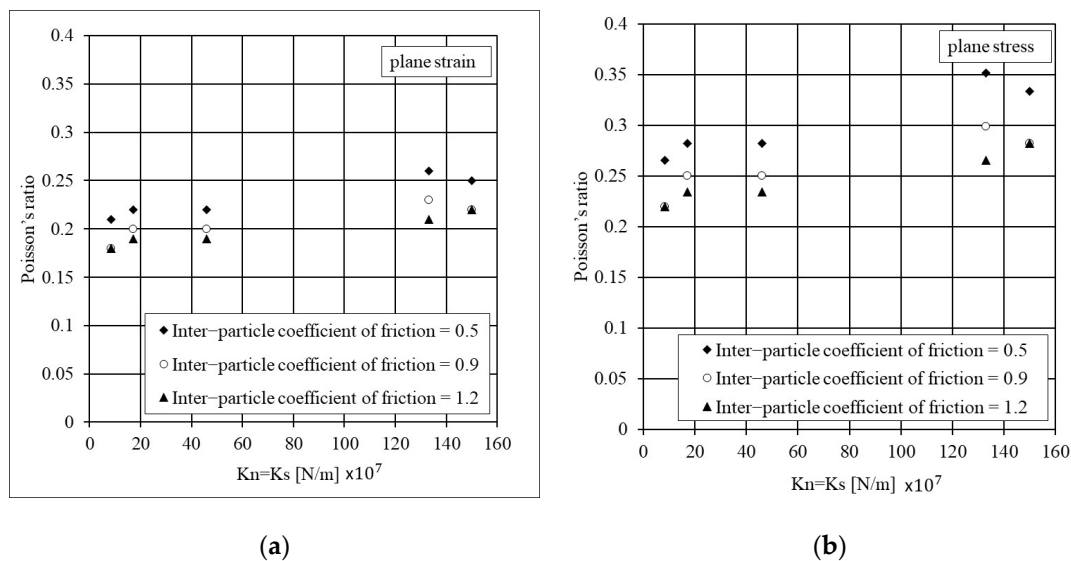 0.4
0.35
0.3
0.25
0.2
0.15
0.1
0.05
0
Poisson’s ratio
plane strain
◆ Inter−particle coefficient of friction = 0.5
○ Inter−particle coefficient of friction = 0.9
▲ Inter−particle coefficient of friction = 1.2
0 20 40 60 80 100 120 140 160
Kn=Ks [N/m] x10⁷
(a)
0.4
0.35
0.3
0.25
0.2
0.15
0.1
0.05
0
Poisson’s ratio
plane stress
◆ Inter−particle coefficient of friction = 0.5
○ Inter−particle coefficient of friction = 0.9
▲ Inter−particle coefficient of friction = 1.2
0 20 40 60 80 100 120 140 160
Kn=Ks [N/m] x10⁷
(b)